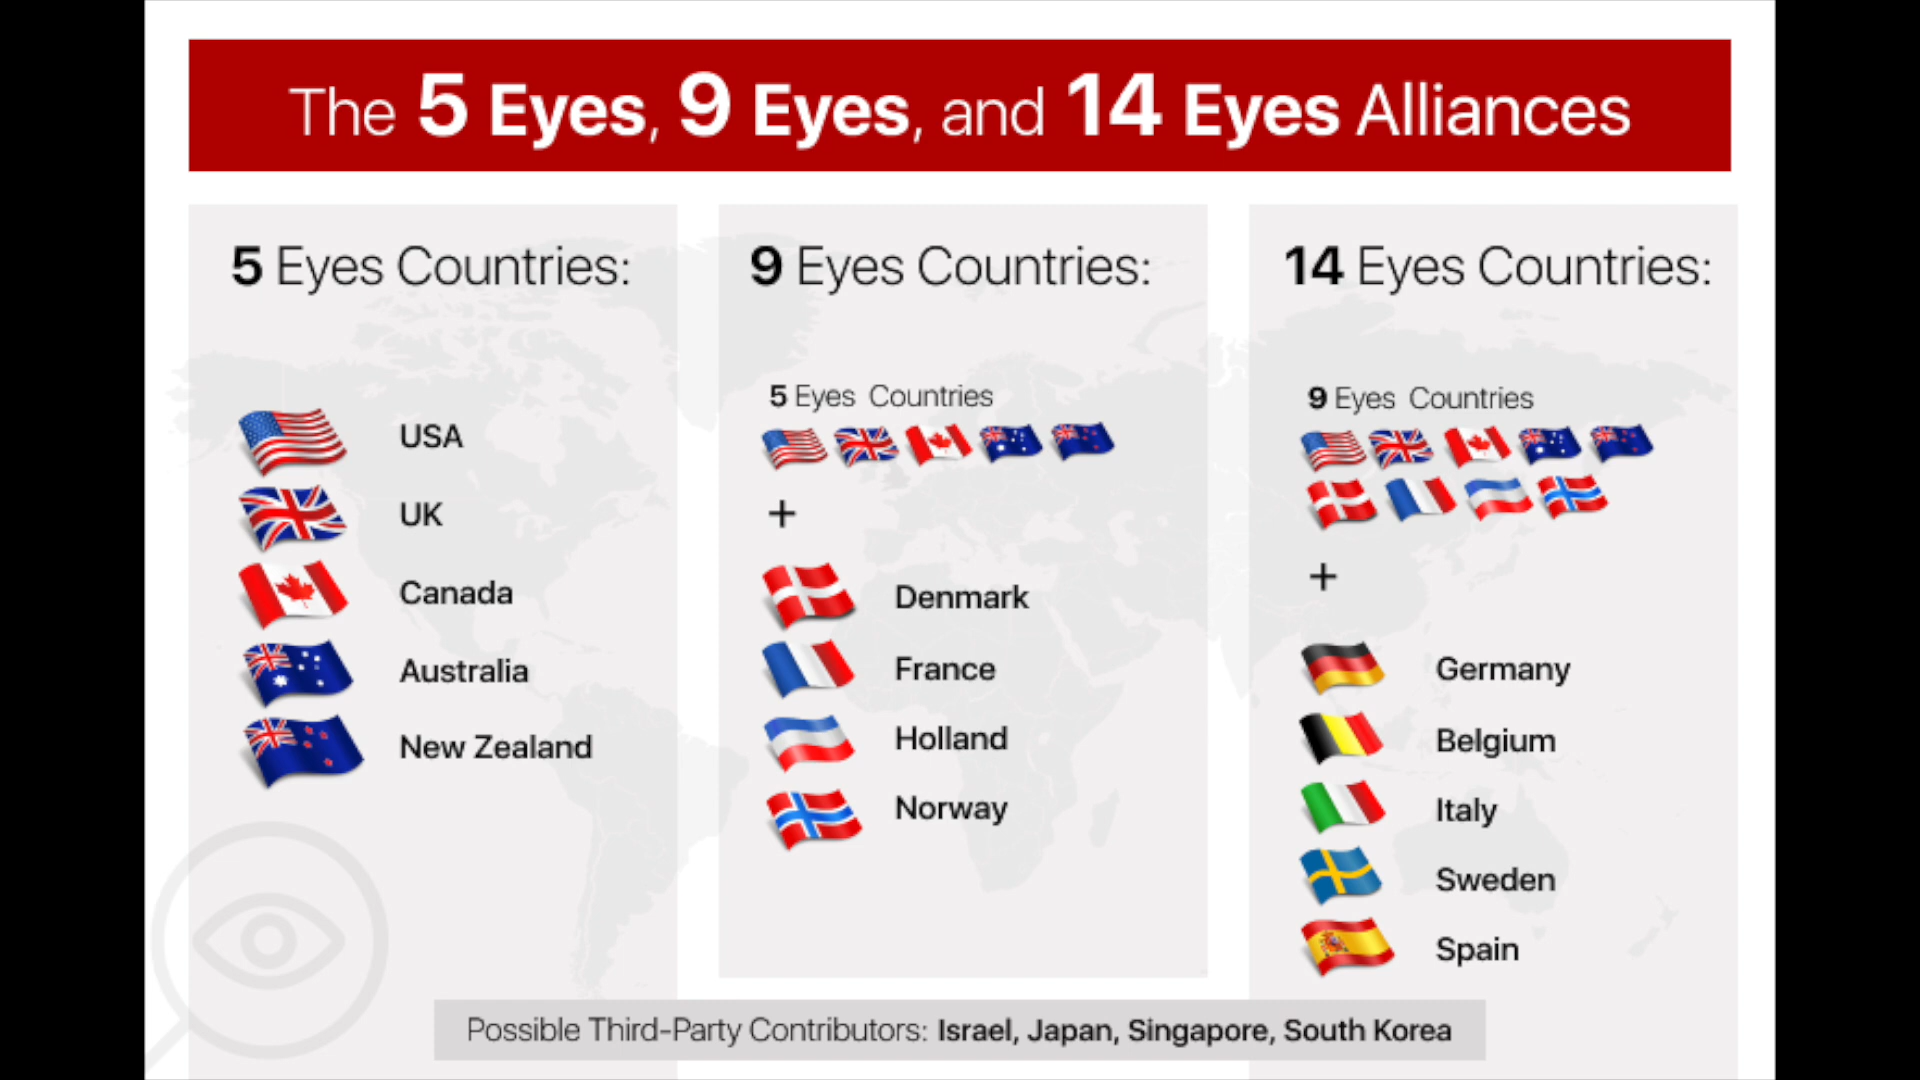 The 5 Eyes, 9 Eyes, and 14 Eyes Alliances
5 Eyes Countries:
USA
UK
Canada
Australia
New Zealand
9 Eyes Countries:
5 Eyes Countries
+
Denmark
France
Holland
Norway
14 Eyes Countries:
9 Eyes Countries
+
Germany
Belgium
Italy
Sweden
Spain
Possible Third-Party Contributors: Israel, Japan, Singapore, South Korea